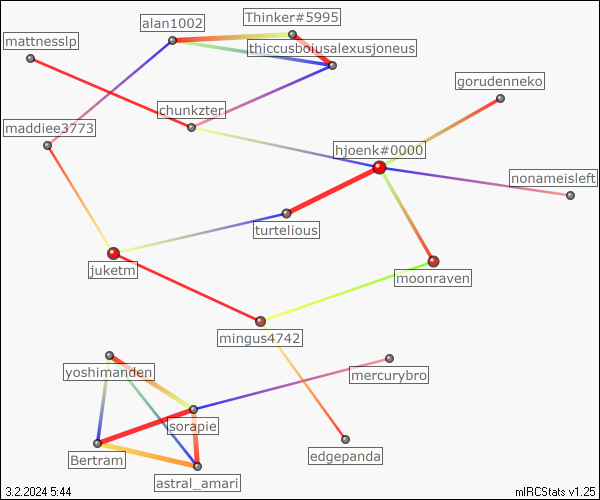 Thinker#5995
alan1002
mattnesslp
thiccusboiusalexusjoneus
gorudenneko
chunkzter
maddiee3773
hjoenk#0000
nonameisleft
turtelious
juketm
moonraven
mingus4742
yoshimanden
mercurybro
sorapie
edgepanda
Bertram
astral_amari
3.2.2024 5:44
mIRCStats v1.25